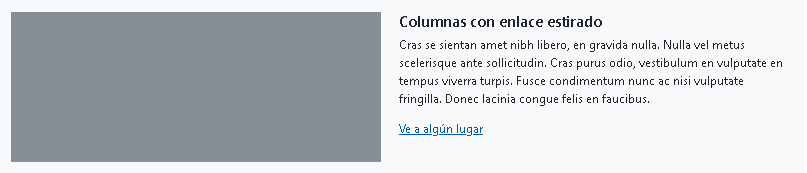 Columnas con enlace estirado
Cras se sientan amet nibh libero, en gravida nulla. Nulla vel metus
scelerisque ante sollicitudin. Cras purus odio, vestibulum en vulputate en
tempus viverra turpis. Fusce condimentum nunc ac nisi vulputate
fringilla. Donec lacinia congue felis en faucibus.
Ve a algún lugar